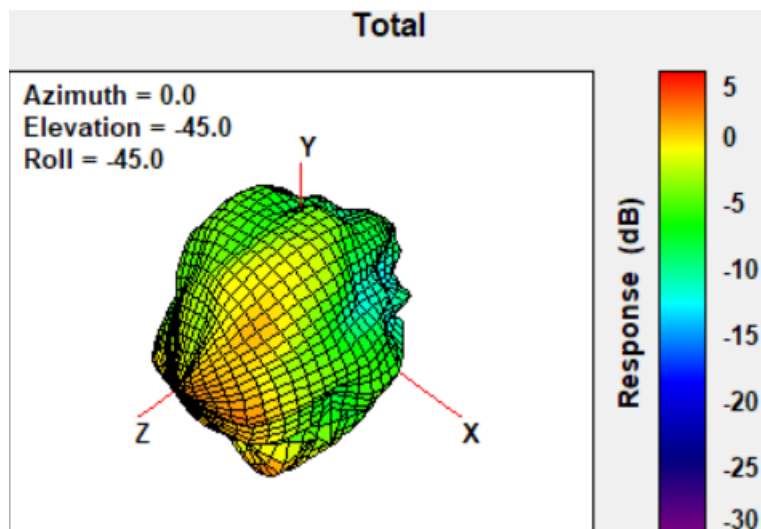 Total
Azimuth = 0.0
Elevation = -45.0
Roll = -45.0
Y
Z
X
Response (dB)
5
0
-5
-10
-15
-20
-25
-30